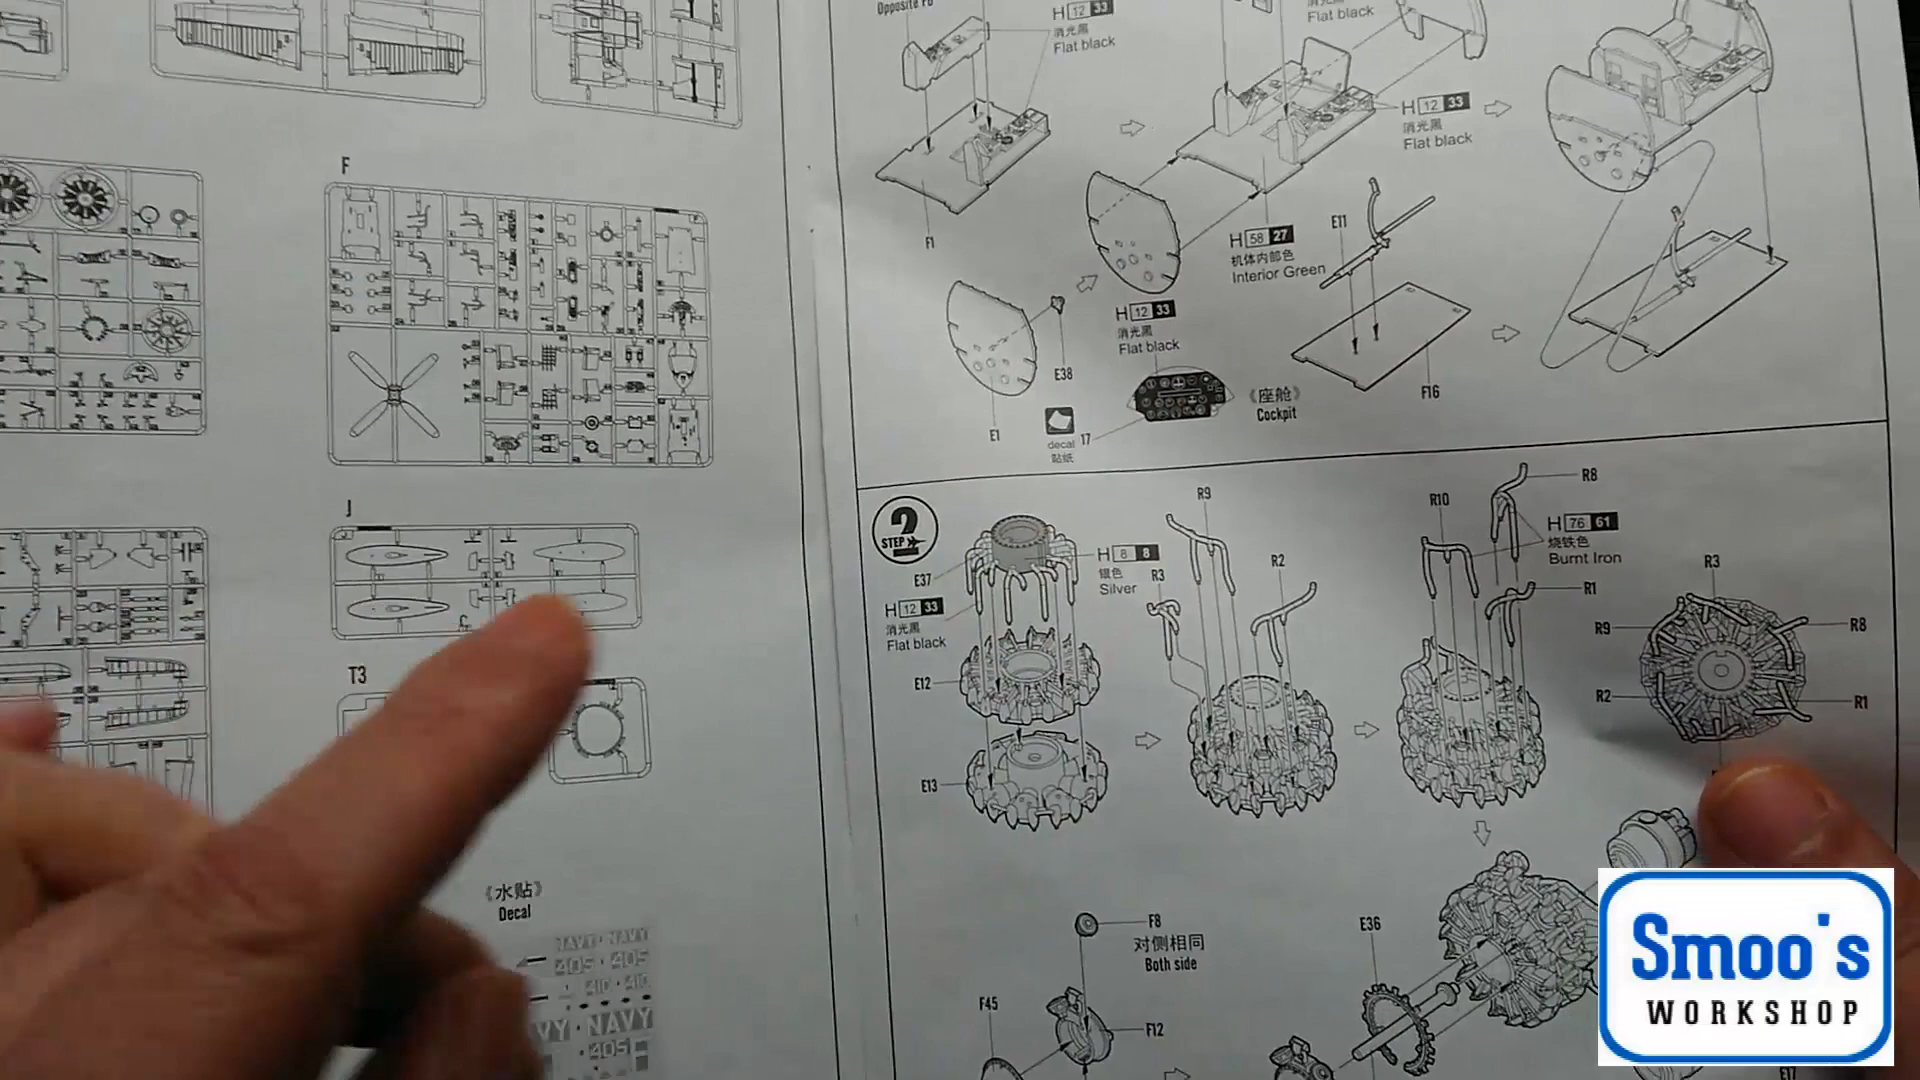 F
J
T3
《水贴》
Decal
NAVY · NAVY
405 · 405
410 · 410
NAVY
405
H 12 33
消光黑
Flat black
Flat black
H 12 33
消光黑
Flat black
F1
H 58 27
机体内部色
Interior Green
E11
H 12 33
消光黑
Flat black
E38
E1
decal
贴纸
17
《座舱》
Cockpit
F16
STEP 2
E37
H 8 8
银色
Silver
H 12 33
消光黑
Flat black
E12
E13
R9
R3
R2
R10
R8
H 76 61
烧铁色
Burnt Iron
R1
R3
R9
R8
R2
R1
F8
对侧相同
Both side
E36
F45
F12
Smoo's
WORKSHOP